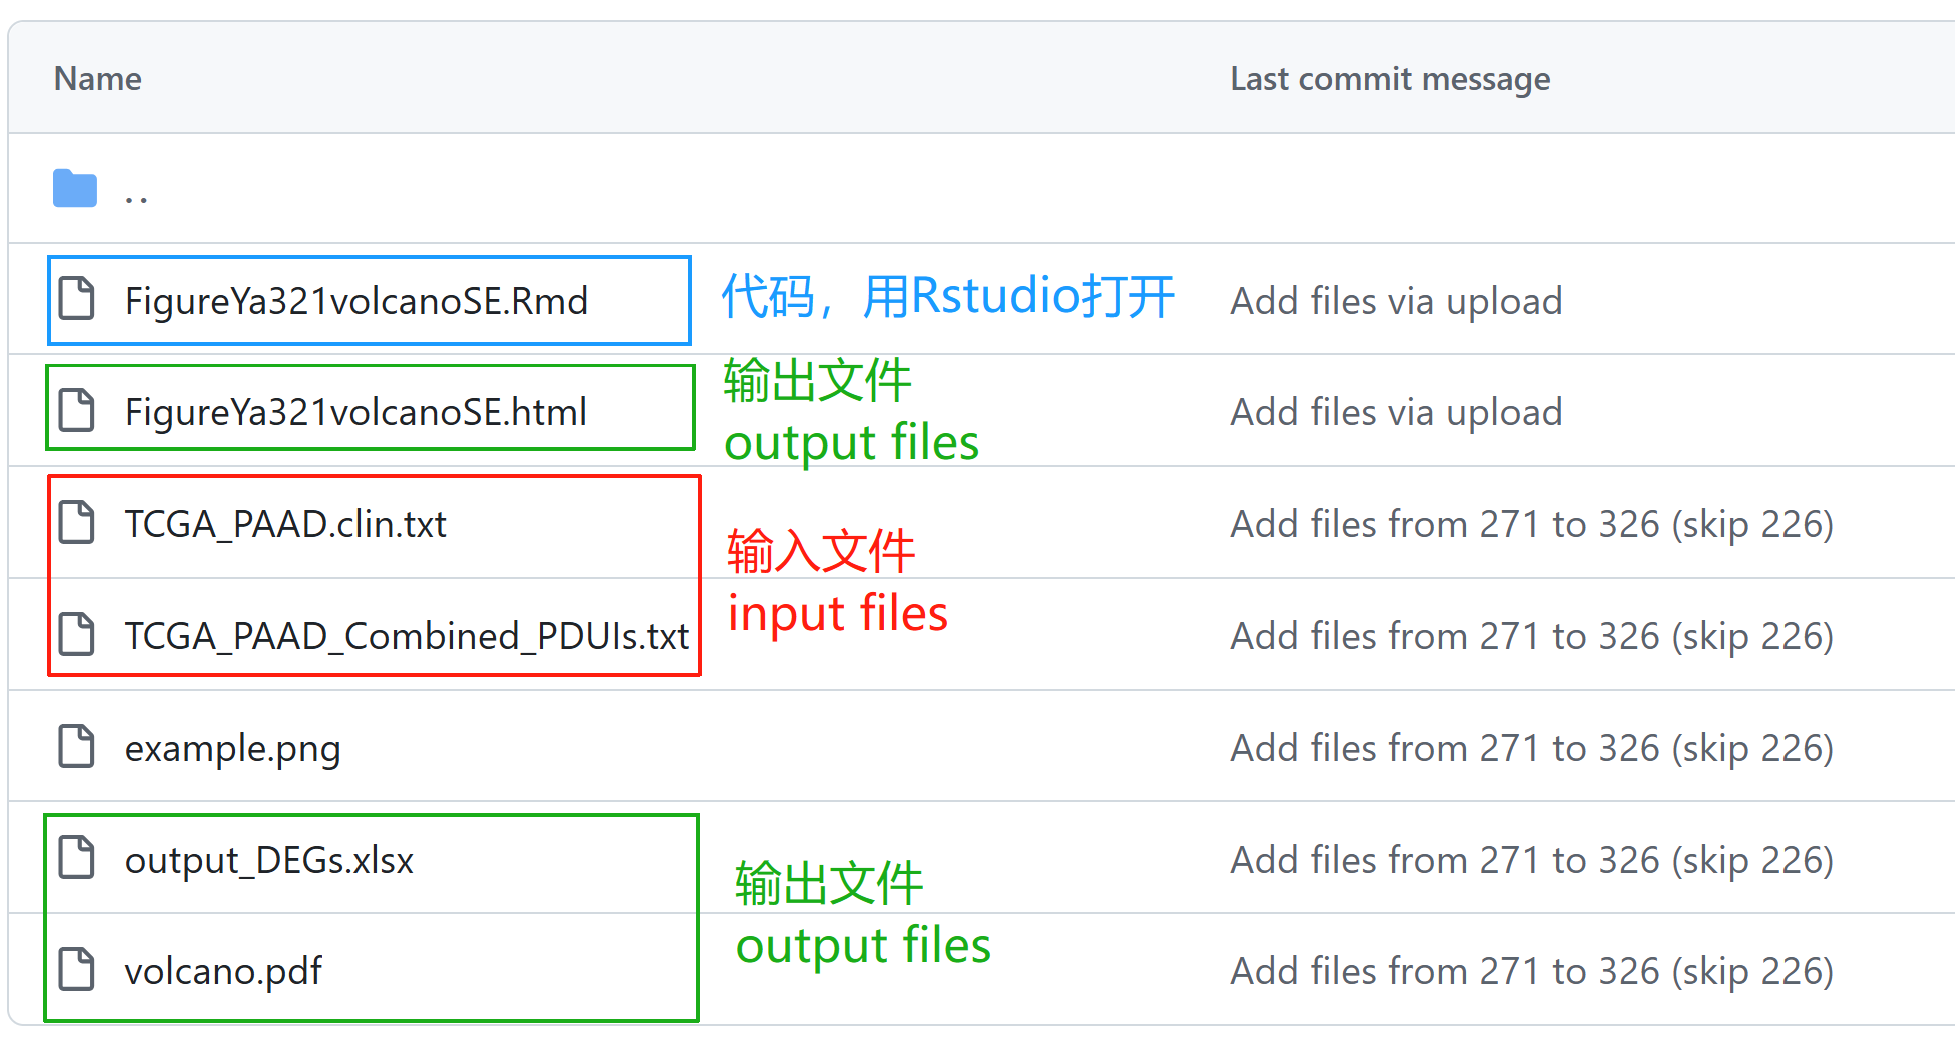 Name Last commit message
..
FigureYa321volcanoSE.Rmd 代码，用Rstudio打开 Add files via upload
输出文件
FigureYa321volcanoSE.html Add files via upload
output files
TCGA_PAAD.clin.txt Add files from 271 to 326 (skip 226)
输入文件
input files
TCGA_PAAD_Combined_PDUIs.txt Add files from 271 to 326 (skip 226)
example.png Add files from 271 to 326 (skip 226)
output_DEGs.xlsx Add files from 271 to 326 (skip 226)
输出文件
output files
volcano.pdf Add files from 271 to 326 (skip 226)